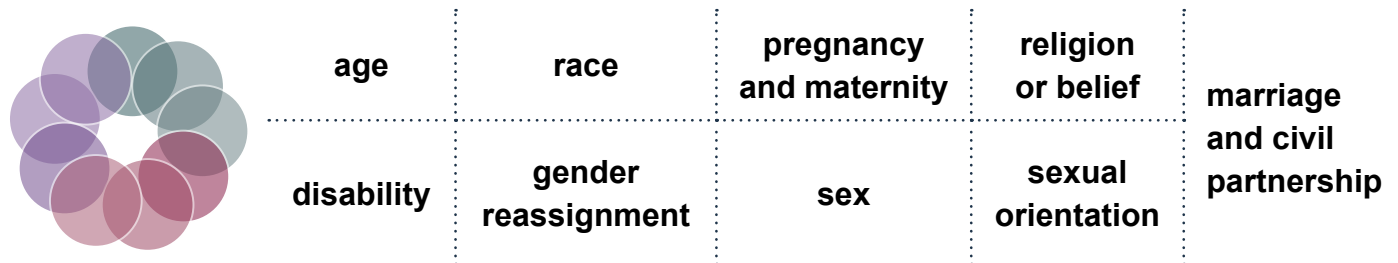 age
race
pregnancy
and maternity
religion
or belief
marriage
and civil
partnership
disability
gender
reassignment
sex
sexual
orientation